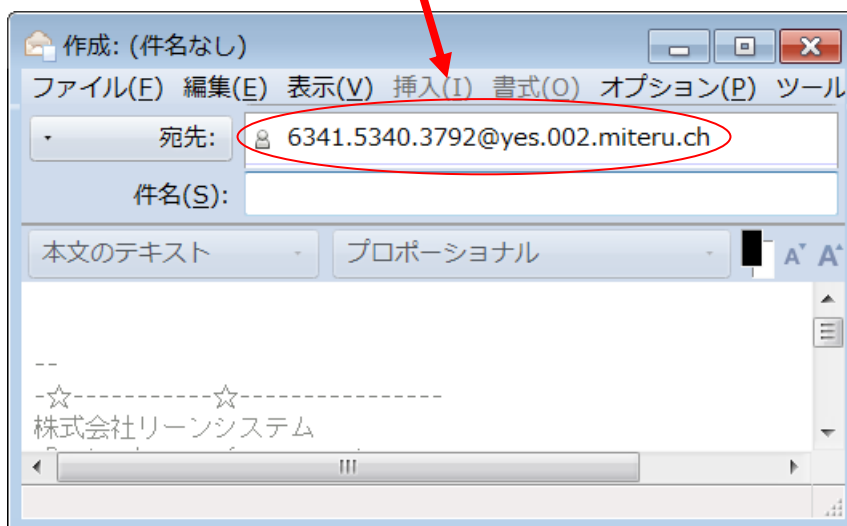 作成: (件名なし)
ファイル(F) 編集(E) 表示(V) 挿入(I) 書式(O) オプション(P) ツール
宛先: 6341.5340.3792@yes.002.miteru.ch
件名(S):
本文のテキスト プロポーショナル A A
--
-☆-----------☆----------------
株式会社リーンシステム